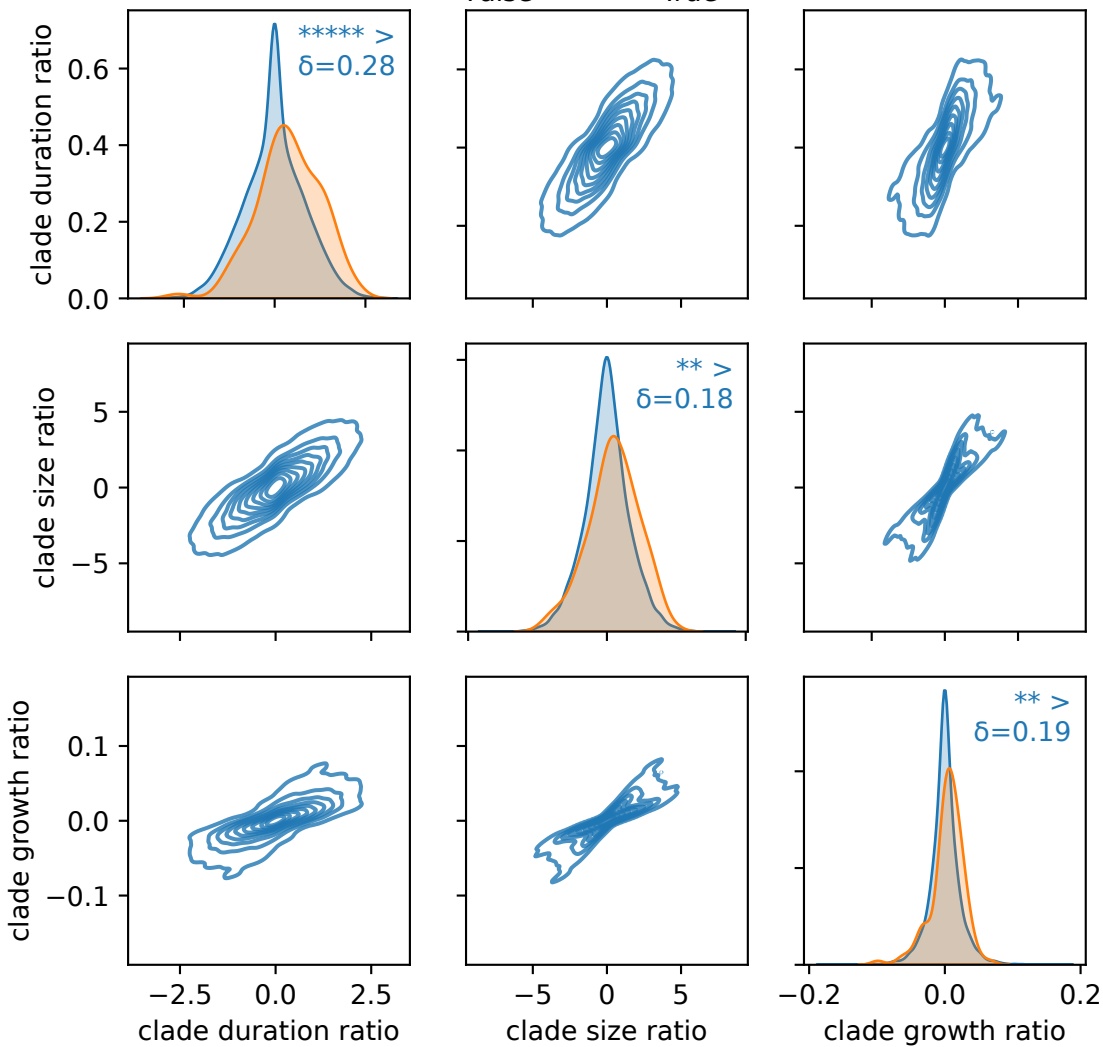 clade duration ratio
0.6
0.4
0.2
0.0
***** >
δ=0.28
clade size ratio
5
0
−5
** >
δ=0.18
clade growth ratio
0.1
0.0
−0.1
** >
δ=0.19
−2.5 0.0 2.5
−5 0 5
−0.2 0.0 0.2
clade duration ratio
clade size ratio
clade growth ratio